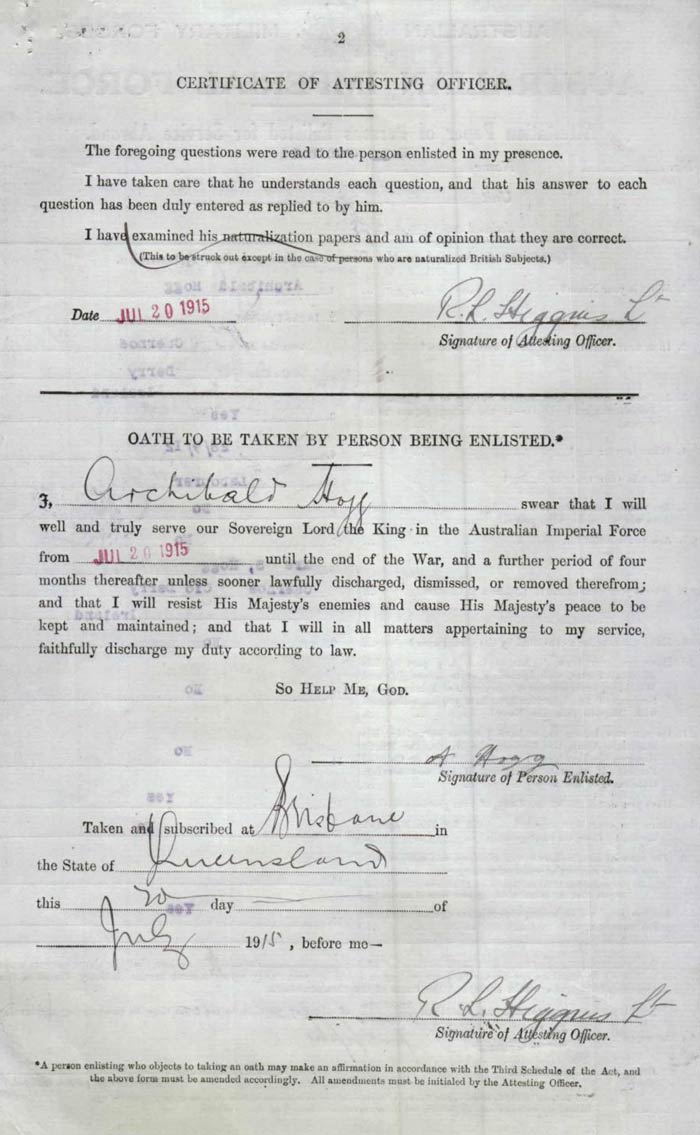 2
CERTIFICATE OF ATTESTING OFFICER.
The foregoing questions were read to the person enlisted in my presence.
I have taken care that he understands each question, and that his answer to each
question has been duly entered as replied to by him.
I have examined his naturalization papers and am of opinion that they are correct.
(This to be struck out except in the case of persons who are naturalized British Subjects.)
Date JUL 20 1915 R. L. Higgins Lt
Signature of Attesting Officer.
OATH TO BE TAKEN BY PERSON BEING ENLISTED.*
I, Archibald Hogg swear that I will
well and truly serve our Sovereign Lord the King in the Australian Imperial Force
from JUL 20 1915 until the end of the War, and a further period of four
months thereafter unless sooner lawfully discharged, dismissed, or removed therefrom;
and that I will resist His Majesty's enemies and cause His Majesty's peace to be
kept and maintained; and that I will in all matters appertaining to my service,
faithfully discharge my duty according to law.
SO HELP ME, GOD.
A Hogg
Signature of Person Enlisted.
Taken and subscribed at Brisbane in
the State of Queensland
this 20 day of
July 1915, before me—
R. L. Higgins Lt
Signature of Attesting Officer.
*A person enlisting who objects to taking an oath may make an affirmation in accordance with the Third Schedule of the Act, and
the above form must be amended accordingly. All amendments must be initialed by the Attesting Officer.